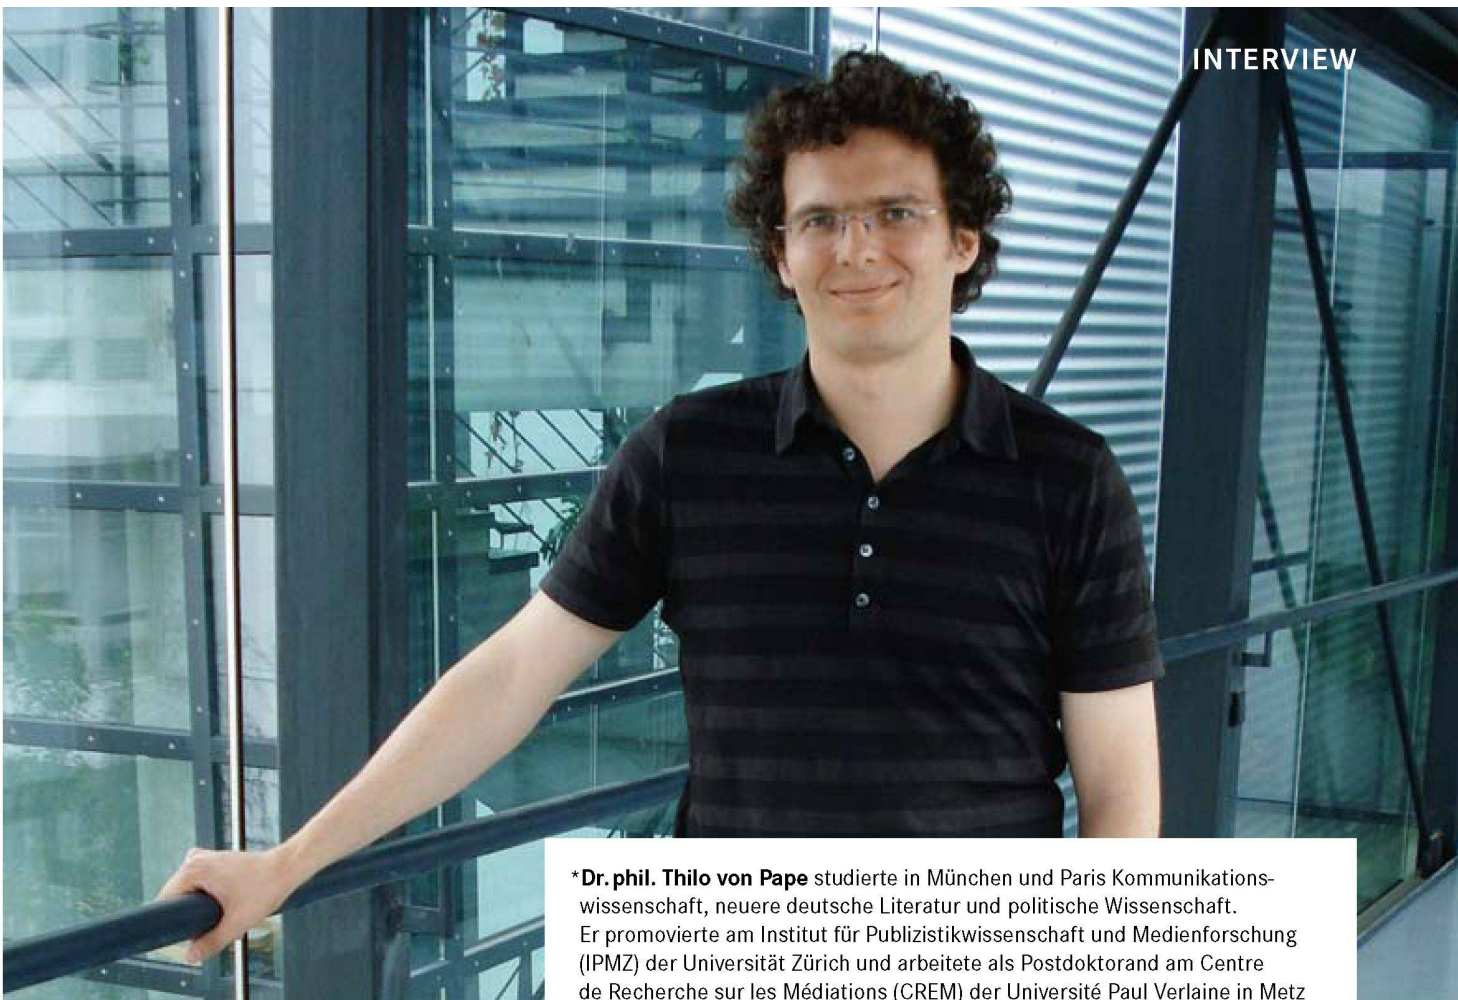 INTERVIEW
*Dr. phil. Thilo von Pape studierte in München und Paris Kommunikations-
wissenschaft, neuere deutsche Literatur und politische Wissenschaft.
Er promovierte am Institut für Publizistikwissenschaft und Medienforschung
(IPMZ) der Universität Zürich und arbeitete als Postdoktorand am Centre
de Recherche sur les Médiations (CREM) der Université Paul Verlaine in Metz